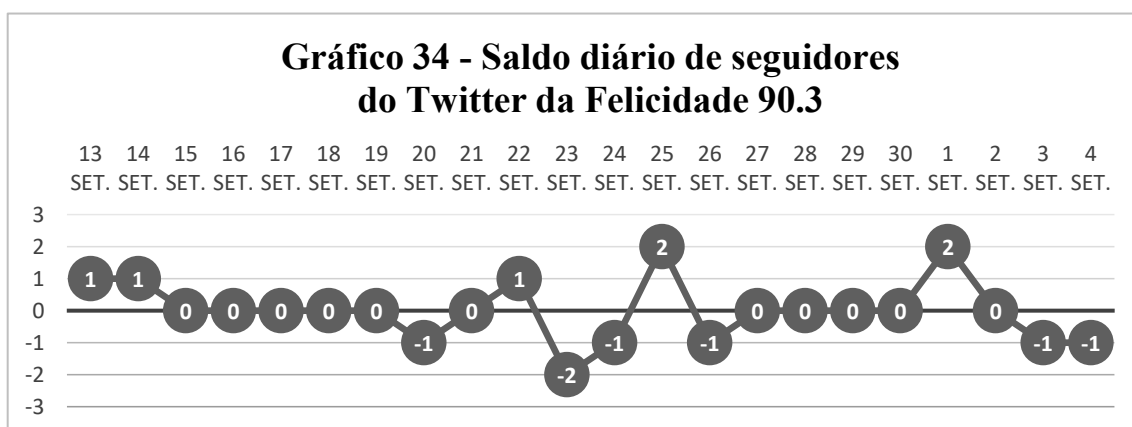 Gráfico 34 - Saldo diário de seguidores
do Twitter da Felicidade 90.3
13 14 15 16 17 18 19 20 21 22 23 24 25 26 27 28 29 30 1 2 3 4
SET. SET. SET. SET. SET. SET. SET. SET. SET. SET. SET. SET. SET. SET. SET. SET. SET. SET. SET. SET. SET. SET.
3
2
1
0
-1
-2
-3
1 1 0 0 0 0 0 -1 0 1 -2 -1 2 -1 0 0 0 0 2 0 -1 -1